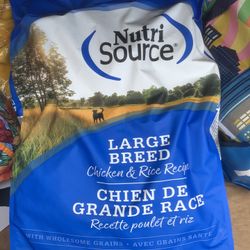 Nutri
Source®
LARGE
BREED
Chicken & Rice Recipe
CHIEN DE
GRANDE RACE
Recette poulet et riz
WITH WHOLESOME GRAINS • AVEC GRAINS SANTÉ